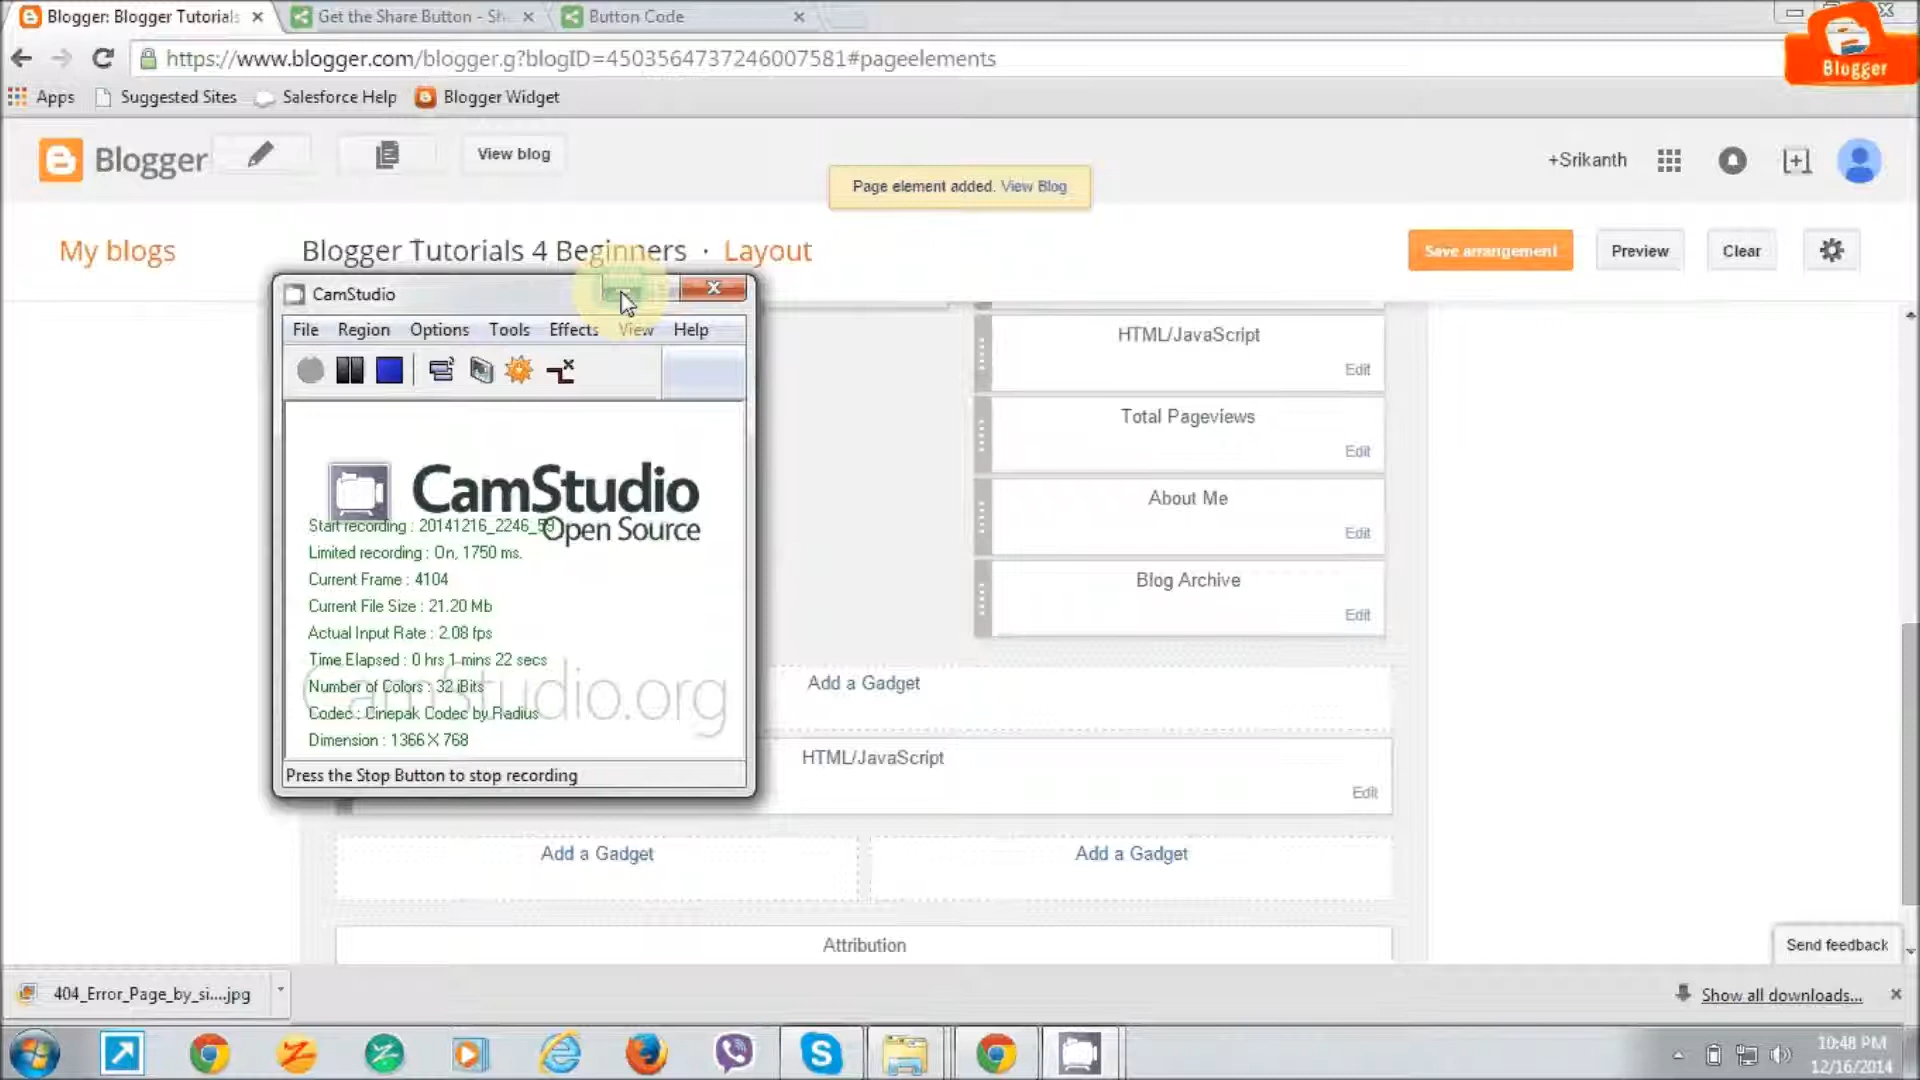 Blogger: Blogger Tutorials
Get the Share Button - Sh
Button Code
https://www.blogger.com/blogger.g?blogID=4503564737246007581#pageelements
Blogger
Apps
Suggested Sites
Salesforce Help
Blogger Widget
Blogger
View blog
Page element added. View Blog
+Srikanth
My blogs
Blogger Tutorials 4 Beginners · Layout
Save arrangement
Preview
Clear
CamStudio
File Region Options Tools Effects View Help
HTML/JavaScript
Edit
Total Pageviews
Edit
About Me
Edit
Blog Archive
Edit
CamStudio
Open Source
Start recording : 20141216_2246_53
Limited recording : On, 1750 ms.
Current Frame : 4104
Current File Size : 21.20 Mb
Actual Input Rate : 2.08 fps
Time Elapsed : 0 hrs 1 mins 22 secs
Number of Colors : 32 iBits
CamStudio.org
Codec : Cinepak Codec by Radius
Dimension : 1366 X 768
Press the Stop Button to stop recording
Add a Gadget
HTML/JavaScript
Edit
Add a Gadget
Add a Gadget
Attribution
Send feedback
404_Error_Page_by_si....jpg
Show all downloads...
10:48 PM
12/16/2014